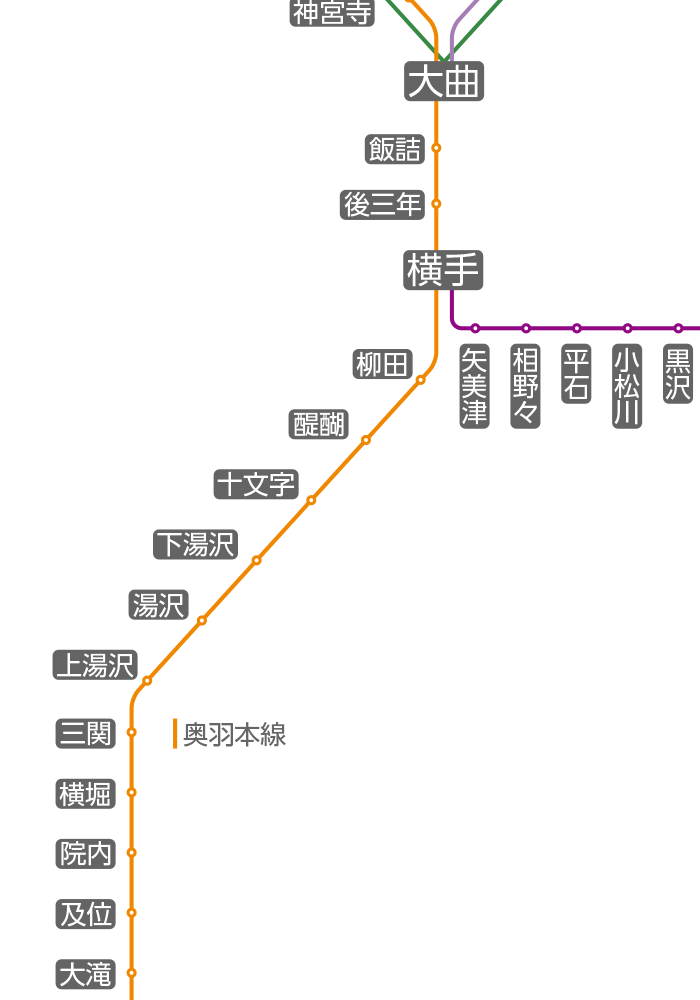 神宮寺
大曲
飯詰
後三年
横手
矢美津
相野々
平石
小松川
黒沢
柳田
醍醐
十文字
下湯沢
湯沢
上湯沢
三関
奥羽本線
横堀
院内
及位
大滝